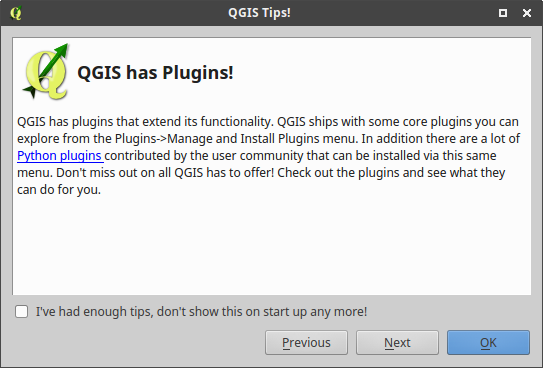 QGIS Tips!
QGIS has Plugins!
QGIS has plugins that extend its functionality. QGIS ships with some core plugins you can
explore from the Plugins->Manage and Install Plugins menu. In addition there are a lot of
Python plugins contributed by the user community that can be installed via this same
menu. Don't miss out on all QGIS has to offer! Check out the plugins and see what they
can do for you.
I've had enough tips, don't show this on start up any more!
Previous
Next
OK